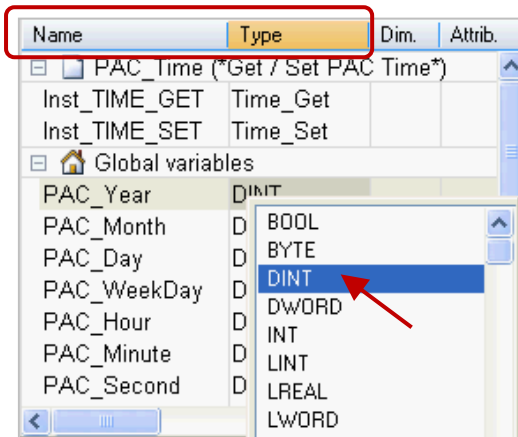 Name Type Dim. Attrib.
PAC_Time (*Get / Set PAC Time*)
Inst_TIME_GET Time_Get
Inst_TIME_SET Time_Set
Global variables
PAC_Year DINT
PAC_Month D
PAC_Day D
PAC_WeekDay D
PAC_Hour D
PAC_Minute D
PAC_Second D
BOOL
BYTE
DINT
DWORD
INT
LINT
LREAL
LWORD